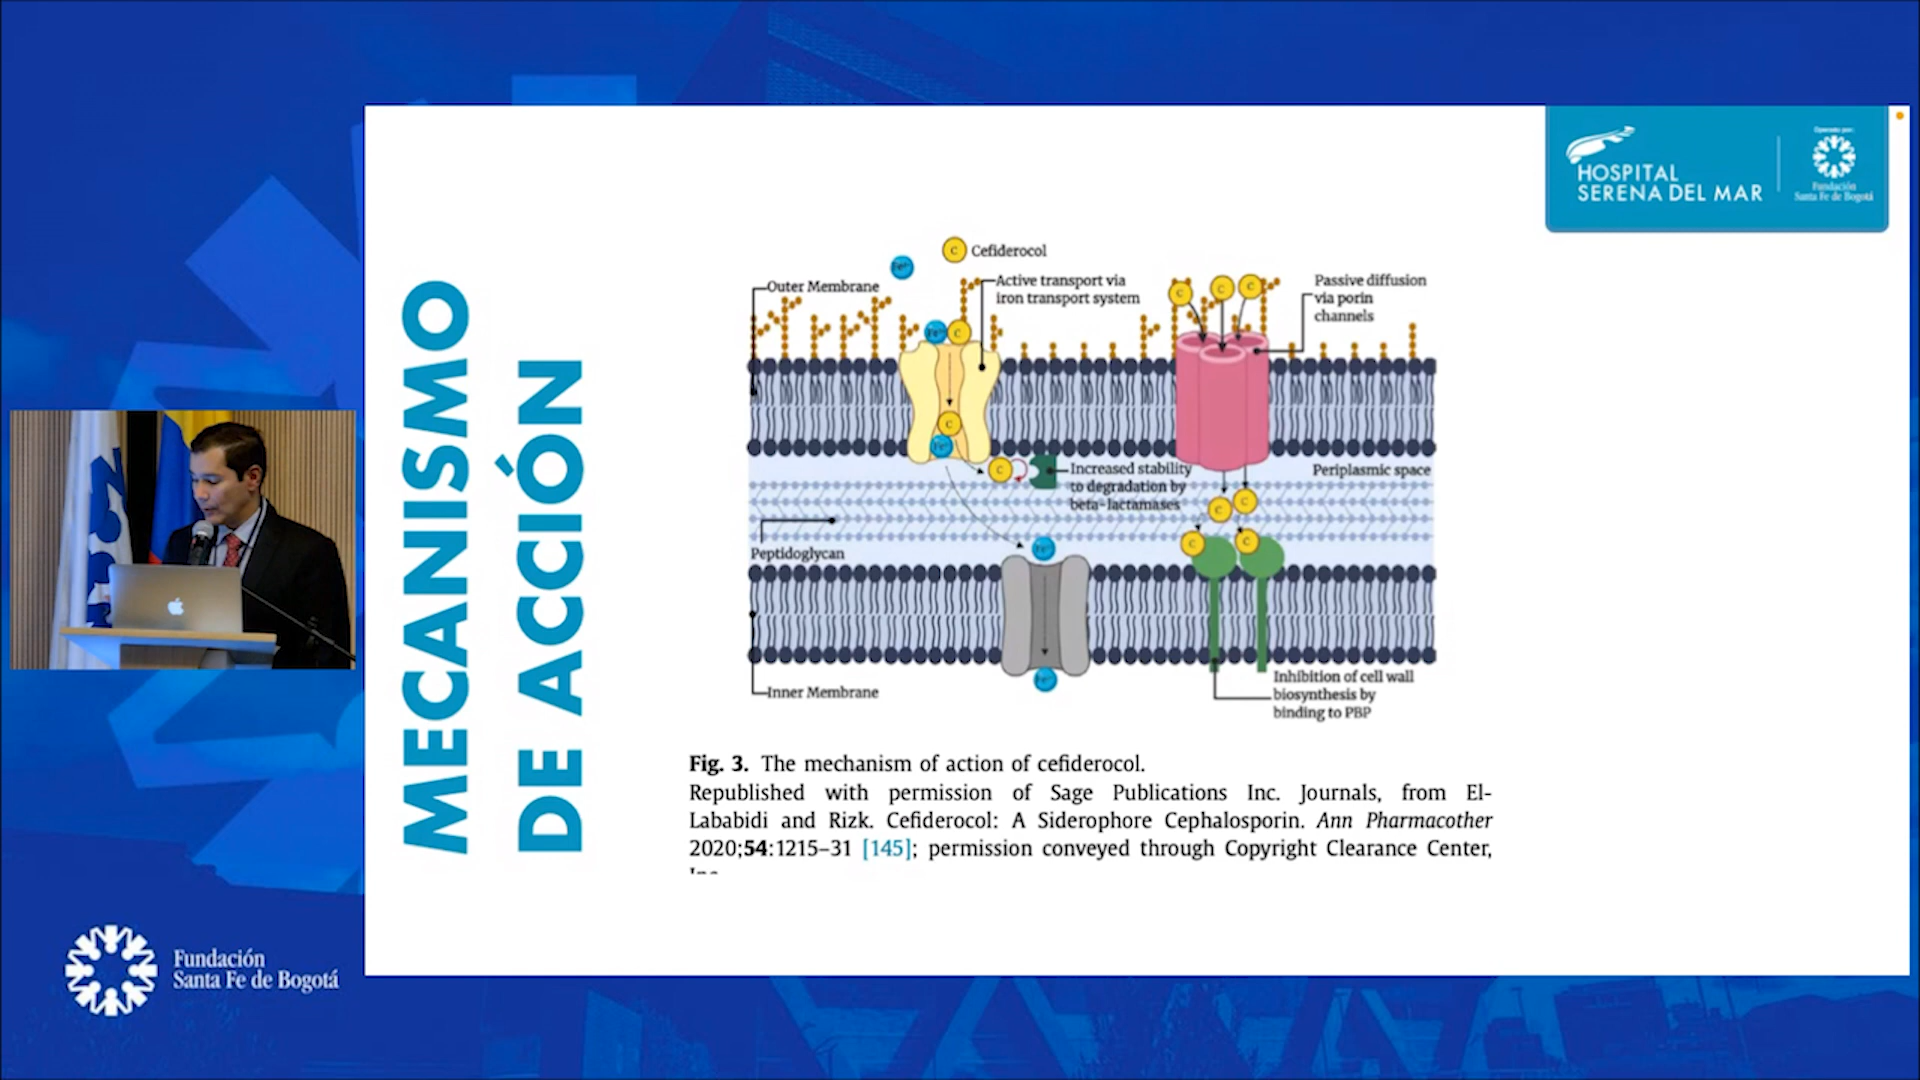 HOSPITAL
SERENA DEL MAR
Fundación
Santa Fe de Bogotá
MECANISMO
DE ACCIÓN
C
Cefiderocol
Outer Membrane
Active transport via
iron transport system
Passive diffusion
via porin
channels
C
C
C
C
C
C
Increased stability
to degradation by
beta-lactamases
Periplasmic space
C
C
C
C
Peptidoglycan
Inner Membrane
Inhibition of cell wall
biosynthesis by
binding to PBP
Fig. 3. The mechanism of action of cefiderocol.
Republished with permission of Sage Publications Inc. Journals, from El-
Lababidi and Rizk. Cefiderocol: A Siderophore Cephalosporin. Ann Pharmacother
2020;54:1215–31 [145]; permission conveyed through Copyright Clearance Center,
Fundación
Santa Fe de Bogotá